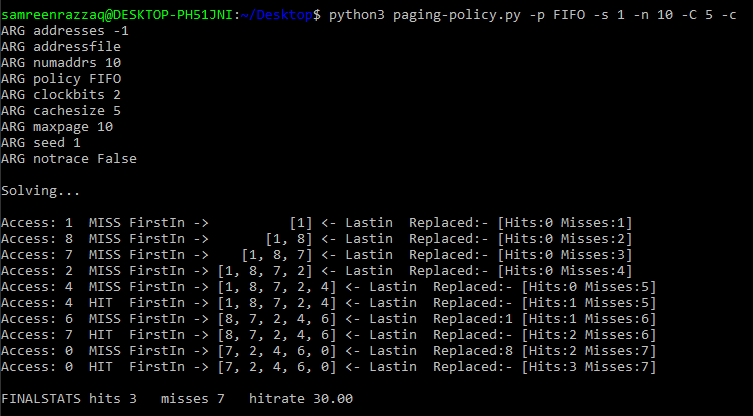 samreenrazzaq@DESKTOP-PH51JNI:~/Desktop$ python3 paging-policy.py -p FIFO -s 1 -n 10 -C 5 -c
ARG addresses -1
ARG addressfile
ARG numaddrs 10
ARG policy FIFO
ARG clockbits 2
ARG cachesize 5
ARG maxpage 10
ARG seed 1
ARG notrace False

Solving...

Access: 1  MISS FirstIn ->          [1] <- Lastin  Replaced:- [Hits:0 Misses:1]
Access: 8  MISS FirstIn ->       [1, 8] <- Lastin  Replaced:- [Hits:0 Misses:2]
Access: 7  MISS FirstIn ->    [1, 8, 7] <- Lastin  Replaced:- [Hits:0 Misses:3]
Access: 2  MISS FirstIn -> [1, 8, 7, 2] <- Lastin  Replaced:- [Hits:0 Misses:4]
Access: 4  MISS FirstIn -> [1, 8, 7, 2, 4] <- Lastin  Replaced:- [Hits:0 Misses:5]
Access: 4  HIT  FirstIn -> [1, 8, 7, 2, 4] <- Lastin  Replaced:- [Hits:1 Misses:5]
Access: 6  MISS FirstIn -> [8, 7, 2, 4, 6] <- Lastin  Replaced:1 [Hits:1 Misses:6]
Access: 7  HIT  FirstIn -> [8, 7, 2, 4, 6] <- Lastin  Replaced:- [Hits:2 Misses:6]
Access: 0  MISS FirstIn -> [7, 2, 4, 6, 0] <- Lastin  Replaced:8 [Hits:2 Misses:7]
Access: 0  HIT  FirstIn -> [7, 2, 4, 6, 0] <- Lastin  Replaced:- [Hits:3 Misses:7]

FINALSTATS hits 3   misses 7   hitrate 30.00